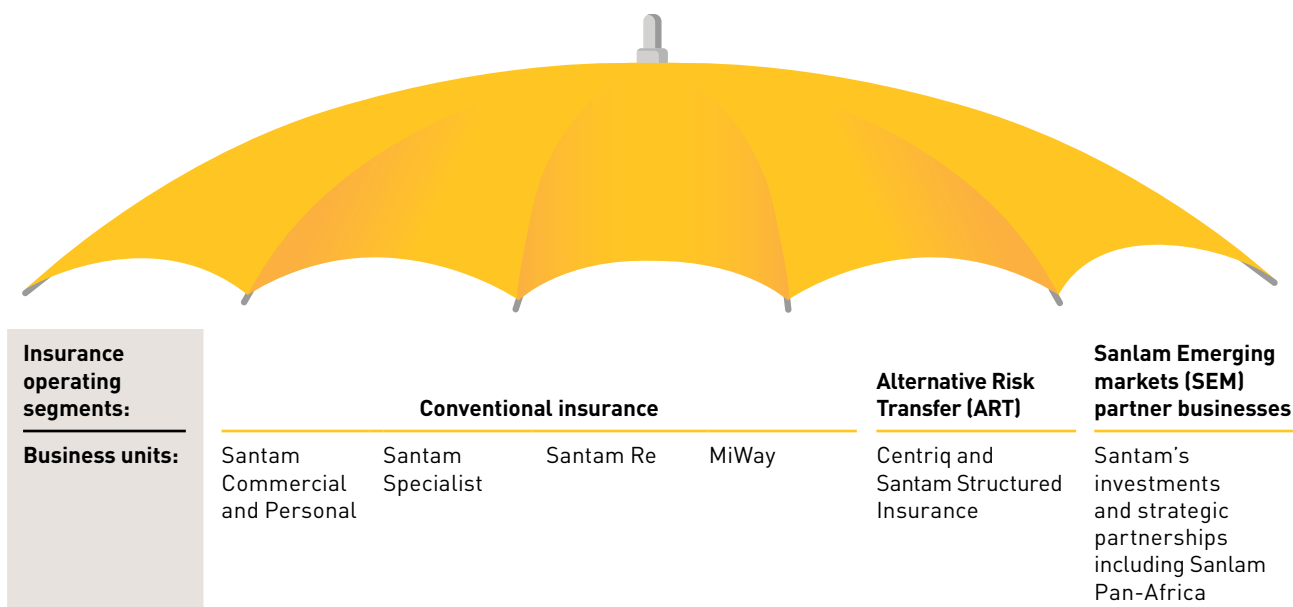 Insurance
operating
segments:
Conventional insurance
Alternative Risk
Transfer (ART)
Sanlam Emerging
markets (SEM)
partner businesses
Business units:
Santam
Commercial
and Personal
Santam
Specialist
Santam Re
MiWay
Centriq and
Santam Structured
Insurance
Santam's
investments
and strategic
partnerships
including Sanlam
Pan-Africa